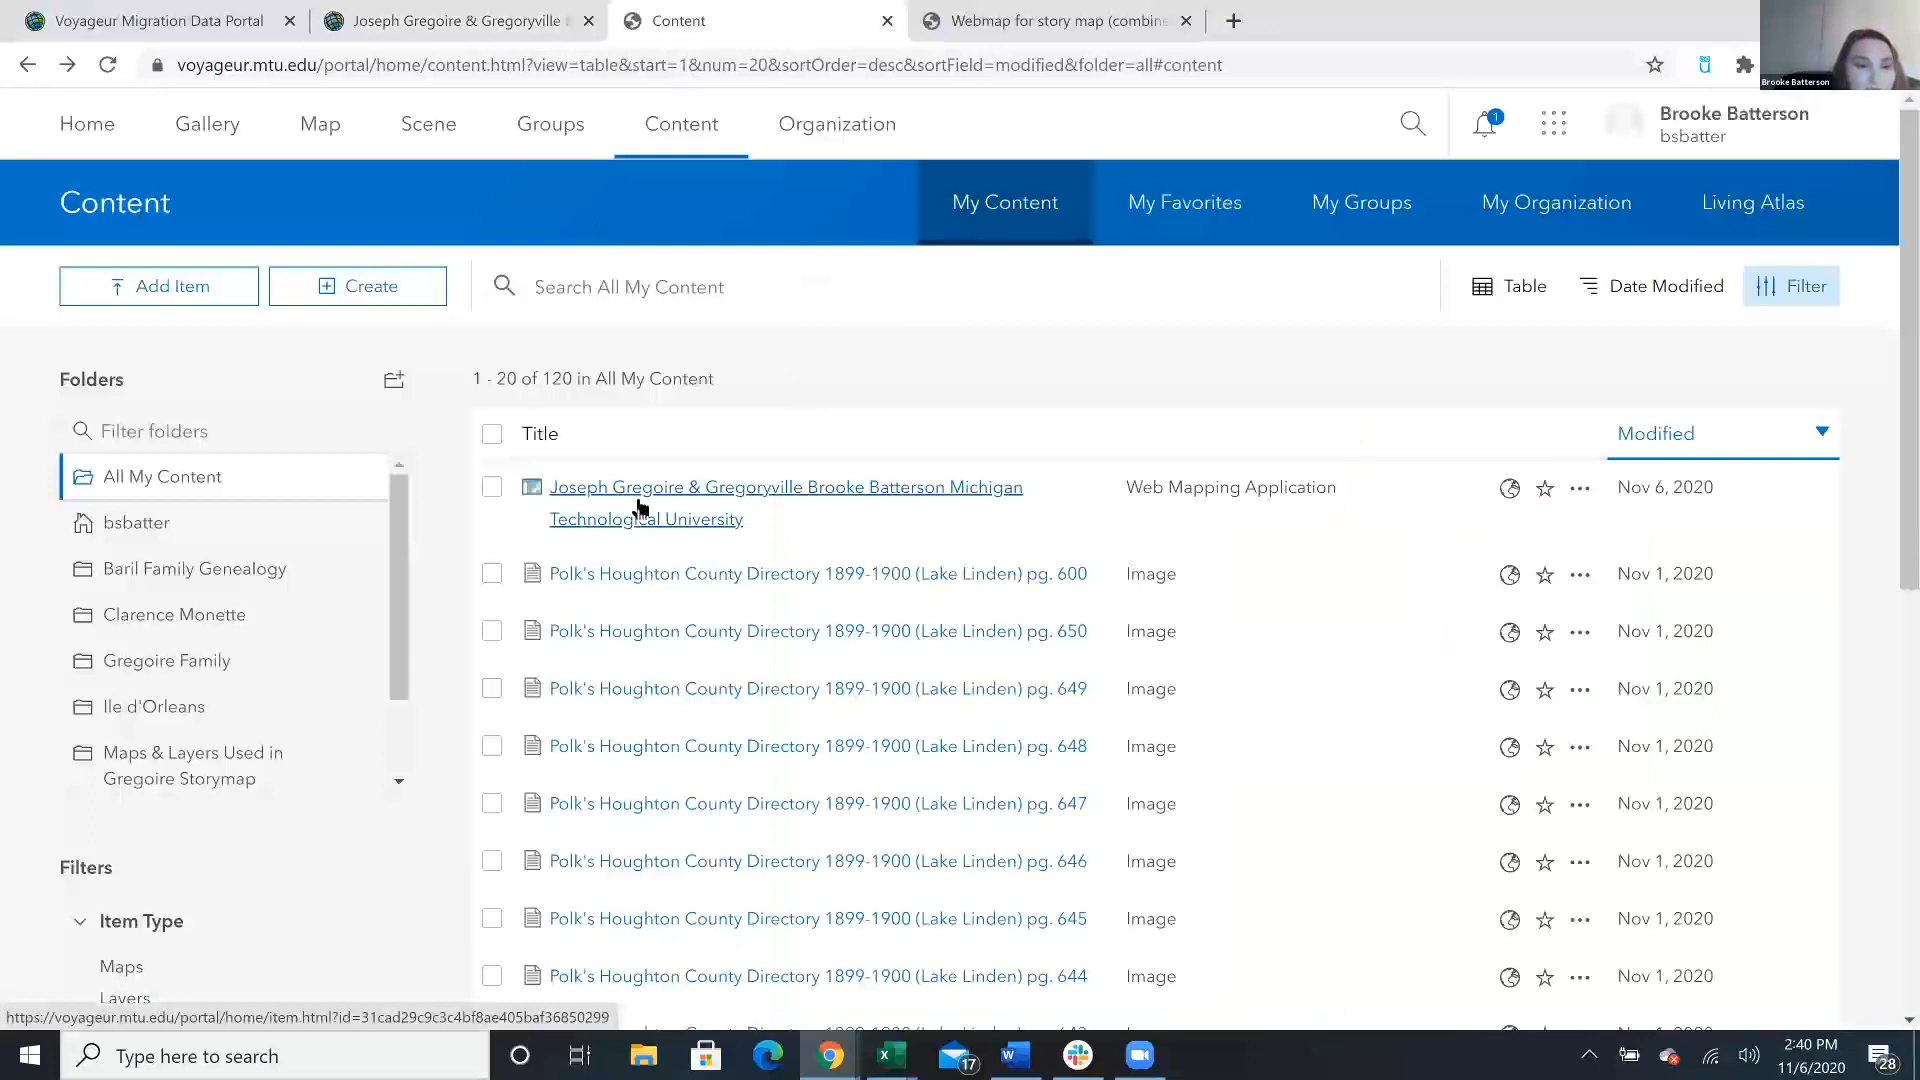 Voyageur Migration Data Portal
Joseph Gregoire & Gregoryville
Content
Webmap for story map (combine
voyageur.mtu.edu/portal/home/content.html?view=table&start=1&num=20&sortOrder=desc&sortField=modified&folder=all#content
Brooke Batterson
Home Gallery Map Scene Groups Content Organization
1
Brooke Batterson
bsbatter
Content
My Content My Favorites My Groups My Organization Living Atlas
Add Item Create Search All My Content Table Date Modified Filter
Folders
1 - 20 of 120 in All My Content
Filter folders
All My Content
bsbatter
Baril Family Genealogy
Clarence Monette
Gregoire Family
Ile d'Orleans
Maps & Layers Used in
Gregoire Storymap
Filters
Item Type
Maps
Layers
Title Modified
Joseph Gregoire & Gregoryville Brooke Batterson Michigan
Technological University
Web Mapping Application Nov 6, 2020
Polk's Houghton County Directory 1899-1900 (Lake Linden) pg. 600 Image Nov 1, 2020
Polk's Houghton County Directory 1899-1900 (Lake Linden) pg. 650 Image Nov 1, 2020
Polk's Houghton County Directory 1899-1900 (Lake Linden) pg. 649 Image Nov 1, 2020
Polk's Houghton County Directory 1899-1900 (Lake Linden) pg. 648 Image Nov 1, 2020
Polk's Houghton County Directory 1899-1900 (Lake Linden) pg. 647 Image Nov 1, 2020
Polk's Houghton County Directory 1899-1900 (Lake Linden) pg. 646 Image Nov 1, 2020
Polk's Houghton County Directory 1899-1900 (Lake Linden) pg. 645 Image Nov 1, 2020
Polk's Houghton County Directory 1899-1900 (Lake Linden) pg. 644 Image Nov 1, 2020
https://voyageur.mtu.edu/portal/home/item.html?id=31cad29c9c3c4bf8ae405baf36850299
Type here to search
17
2:40 PM
11/6/2020
28